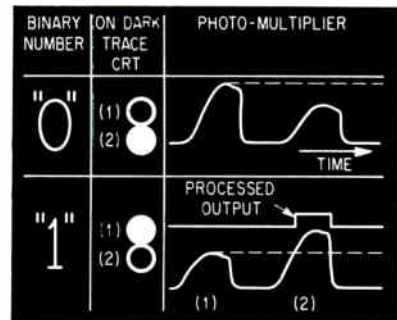 BINARY NUMBER
ON DARK TRACE CRT
PHOTO-MULTIPLIER
"0"
(1)
(2)
TIME
"1"
(1)
(2)
PROCESSED
OUTPUT
(1)
(2)